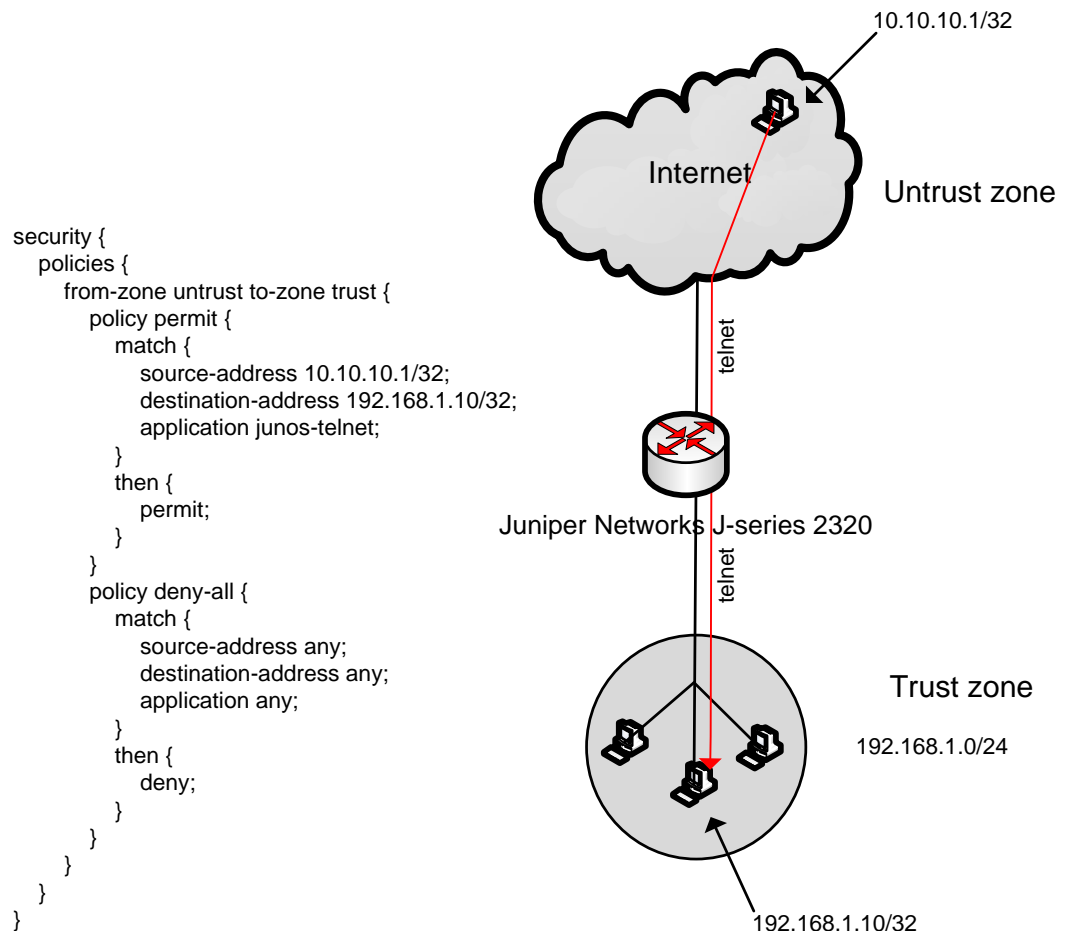 10.10.10.1/32
Internet
Untrust zone
security {
policies {
from-zone untrust to-zone trust {
policy permit {
match {
source-address 10.10.10.1/32;
destination-address 192.168.1.10/32;
application junos-telnet;
}
then {
permit;
}
}
policy deny-all {
match {
source-address any;
destination-address any;
application any;
}
then {
deny;
}
}
}
}
}
telnet
Juniper Networks J-series 2320
telnet
Trust zone
192.168.1.0/24
192.168.1.10/32